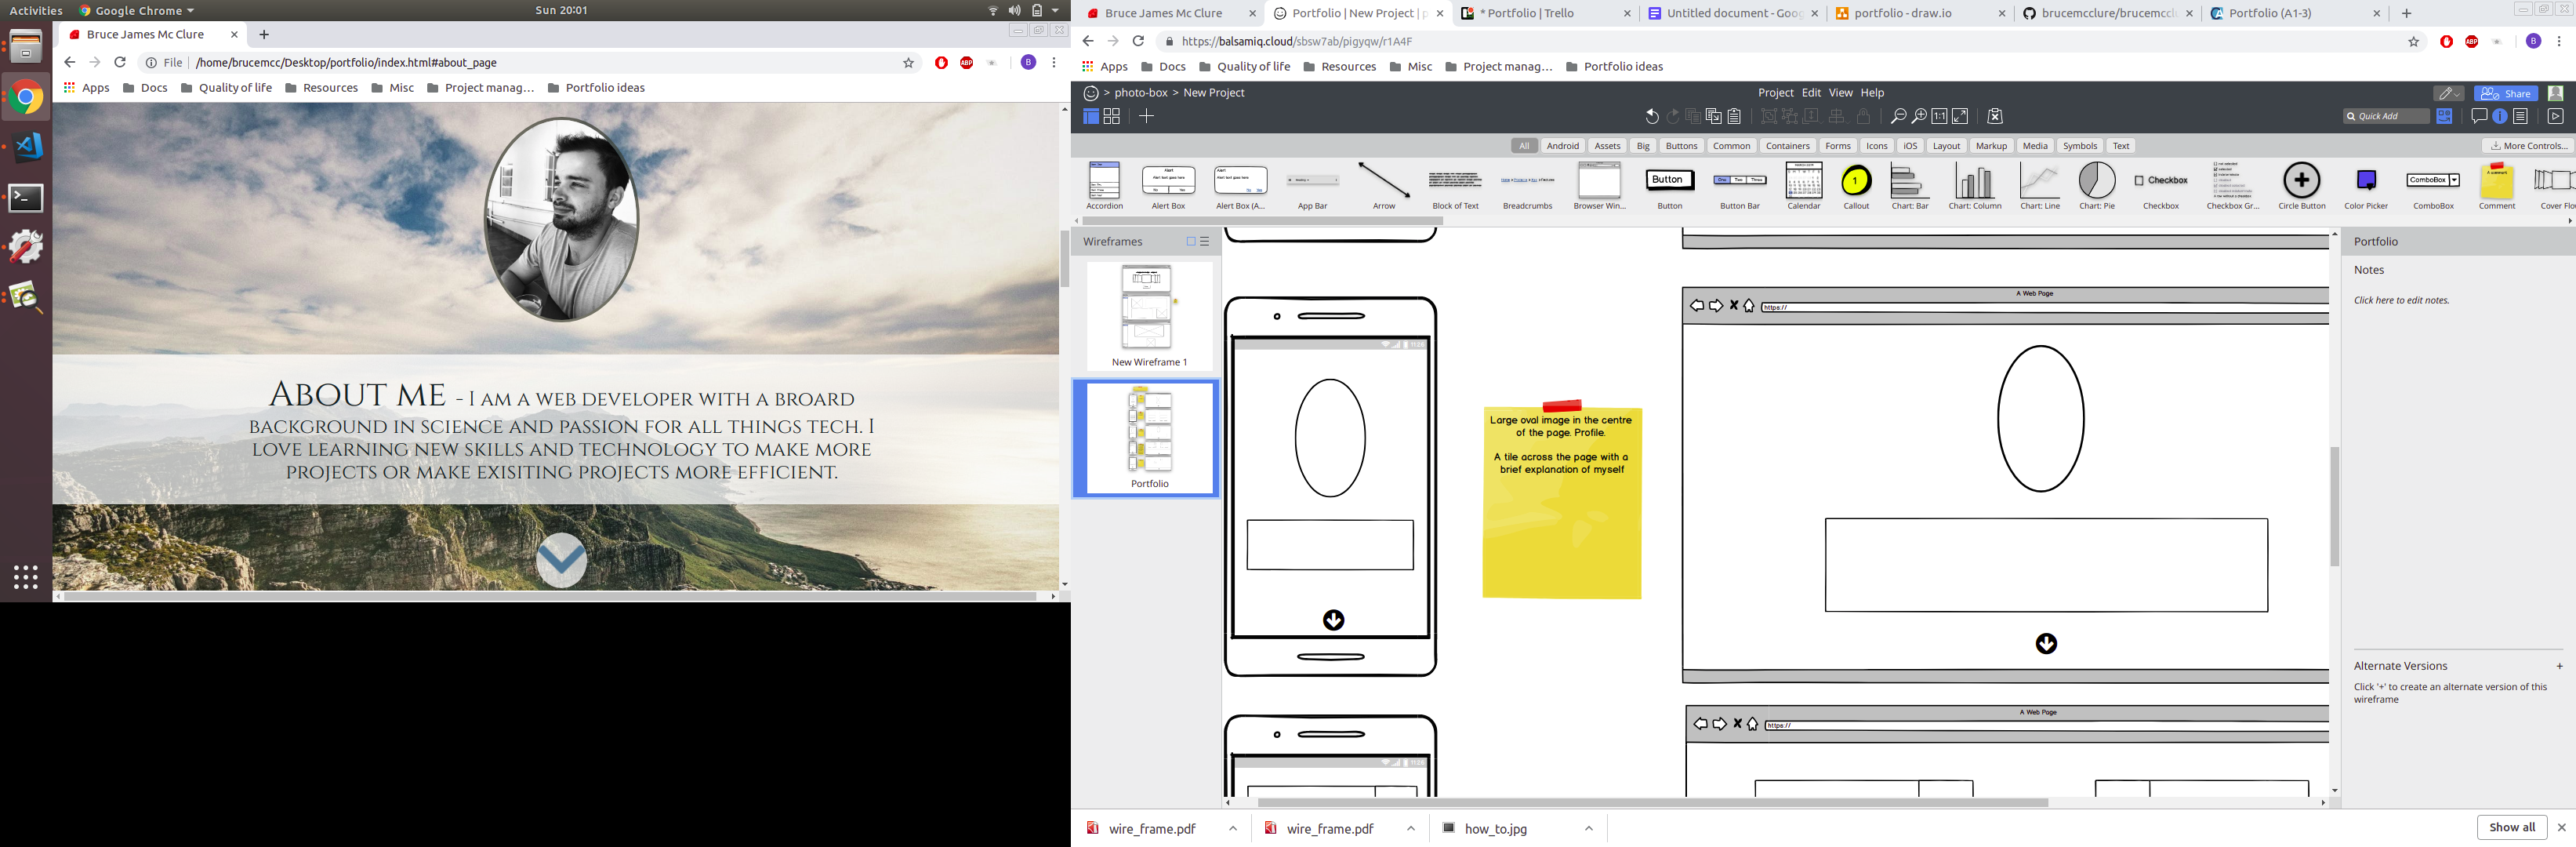 Activities
Google Chrome
Sun 20:01
Bruce James Mc Clure
File
/home/brucemcc/Desktop/portfolio/index.html#about_page
B
Apps
Docs
Quality of life
Resources
Misc
Project manag...
Portfolio ideas
About me - I am a web developer with a broard
background in science and passion for all things tech. I
love learning new skills and technology to make more
projects or make exisiting projects more efficient.
Bruce James Mc Clure
Portfolio | New Project | p
* Portfolio | Trello
Untitled document - Goog
portfolio - draw.io
brucemcclure/brucemccl
Portfolio (A1-3)
https://balsamiq.cloud/sbsw7ab/pigyqw/r1A4F
ABP
B
Apps
Docs
Quality of life
Resources
Misc
Project manag...
Portfolio ideas
> photo-box > New Project
Project Edit View Help
Share
1:1
Quick Add
All
Android
Assets
Big
Buttons
Common
Containers
Forms
Icons
iOS
Layout
Markup
Media
Symbols
Text
More Controls...
Button
1
Checkbox
ComboBox
Accordion
Alert Box
Alert Box (A...
App Bar
Arrow
Block of Text
Breadcrumbs
Browser Win...
Button
Button Bar
Calendar
Callout
Chart: Bar
Chart: Column
Chart: Line
Chart: Pie
Checkbox
Checkbox Gr...
Circle Button
Color Picker
ComboBox
Comment
Cover Flo
Wireframes
New Wireframe 1
Portfolio
Large oval image in the centre
of the page. Profile.
A tile across the page with a
brief explanation of myself
A Web Page
https://
A Web Page
https://
Portfolio
Notes
Click here to edit notes.
Alternate Versions
+
Click '+' to create an alternate version of this
wireframe
wire_frame.pdf
wire_frame.pdf
how_to.jpg
Show all